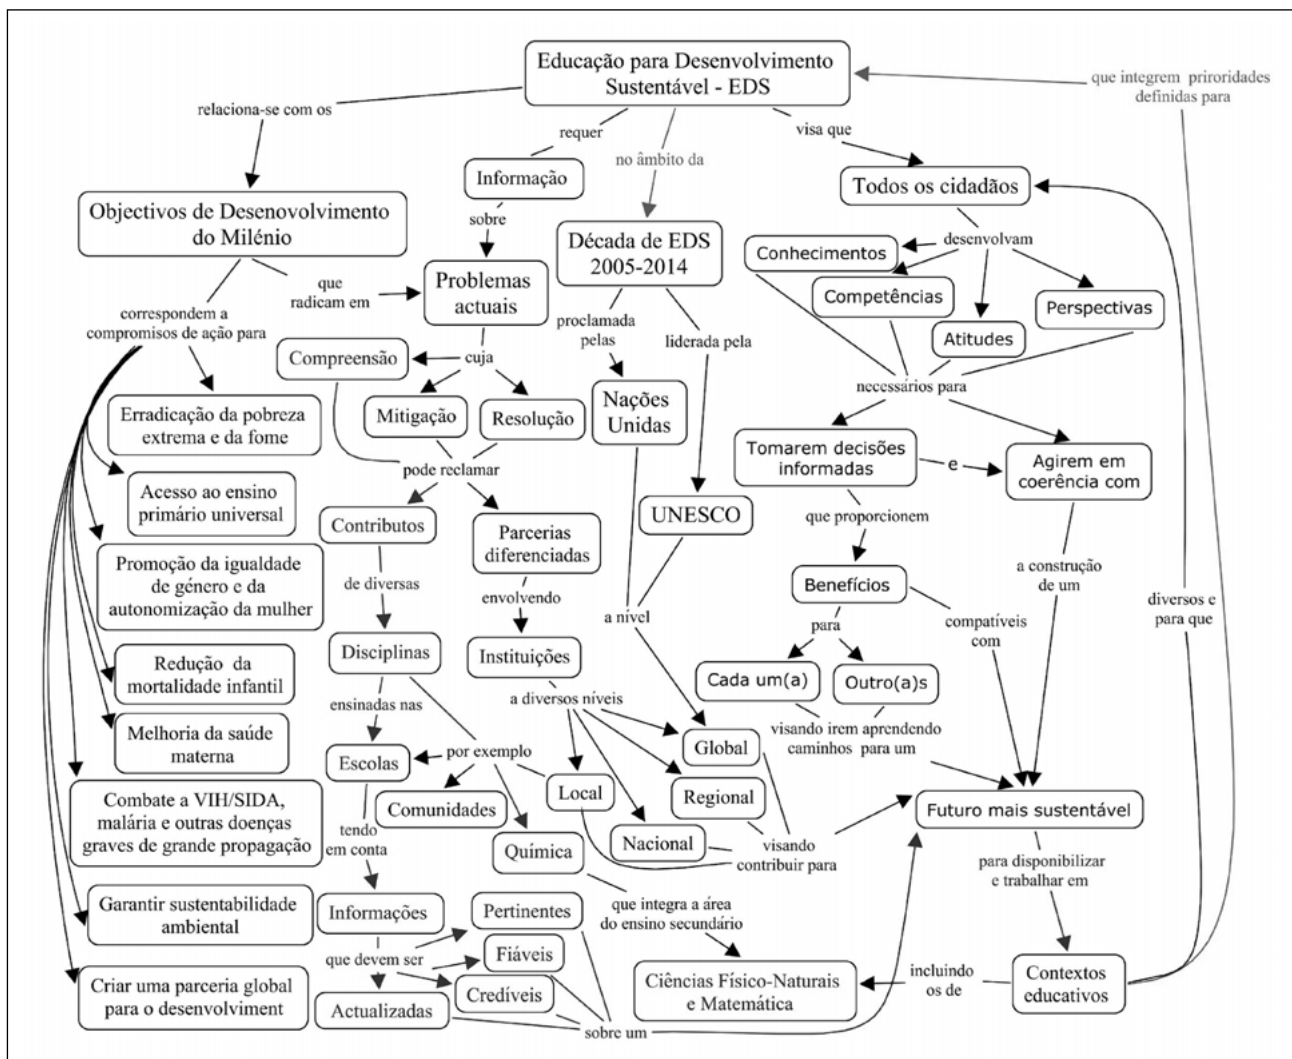 Educação para Desenvolvimento
Sustentável - EDS
que integrem priroridades
definidas para
relaciona-se com os
requer
visa que
no âmbito da
Informação
Todos os cidadãos
Objectivos de Desenovolvimento
do Milénio
sobre
Década de EDS
2005-2014
desenvolvam
Conhecimentos
Competências
Atitudes
Perspectivas
que
radicam em
Problemas
actuais
correspondem a
compromisos de ação para
proclamada
pelas
liderada pela
Compreensão
cuja
Mitigação
Resolução
Nações
Unidas
necessários para
Erradicação da pobreza
extrema e da fome
pode reclamar
Tomarem decisões
informadas
e
Agirem em
coerência com
Acesso ao ensino
primário universal
Contributos
Parcerias
diferenciadas
UNESCO
que proporcionem
Promoção da igualdade
de género e da
autonomização da mulher
de diversas
envolvendo
Benefícios
a construção
de um
a nível
para
compatíveis
com
diversos e
para que
Redução da
mortalidade infantil
Disciplinas
Instituições
Cada um(a)
Outro(a)s
ensinadas nas
a diversos níveis
visando irem aprendendo
caminhos para um
Melhoria da saúde
materna
Escolas
por exemplo
Global
Comunidades
Local
Regional
Nacional
Futuro mais sustentável
Combate a VIH/SIDA,
malária e outras doenças
graves de grande propagação
tendo
em conta
Química
visando
contribuir para
para disponibilizar
e trabalhar em
Garantir sustentabilidade
ambiental
Informações
Pertinentes
que integra a área
do ensino secundário
que devem ser
Fiáveis
Credíveis
Actualizadas
Criar uma parceria global
para o desenvolviment
sobre um
Ciências Físico-Naturais
e Matemática
incluindo
os de
Contextos
educativos